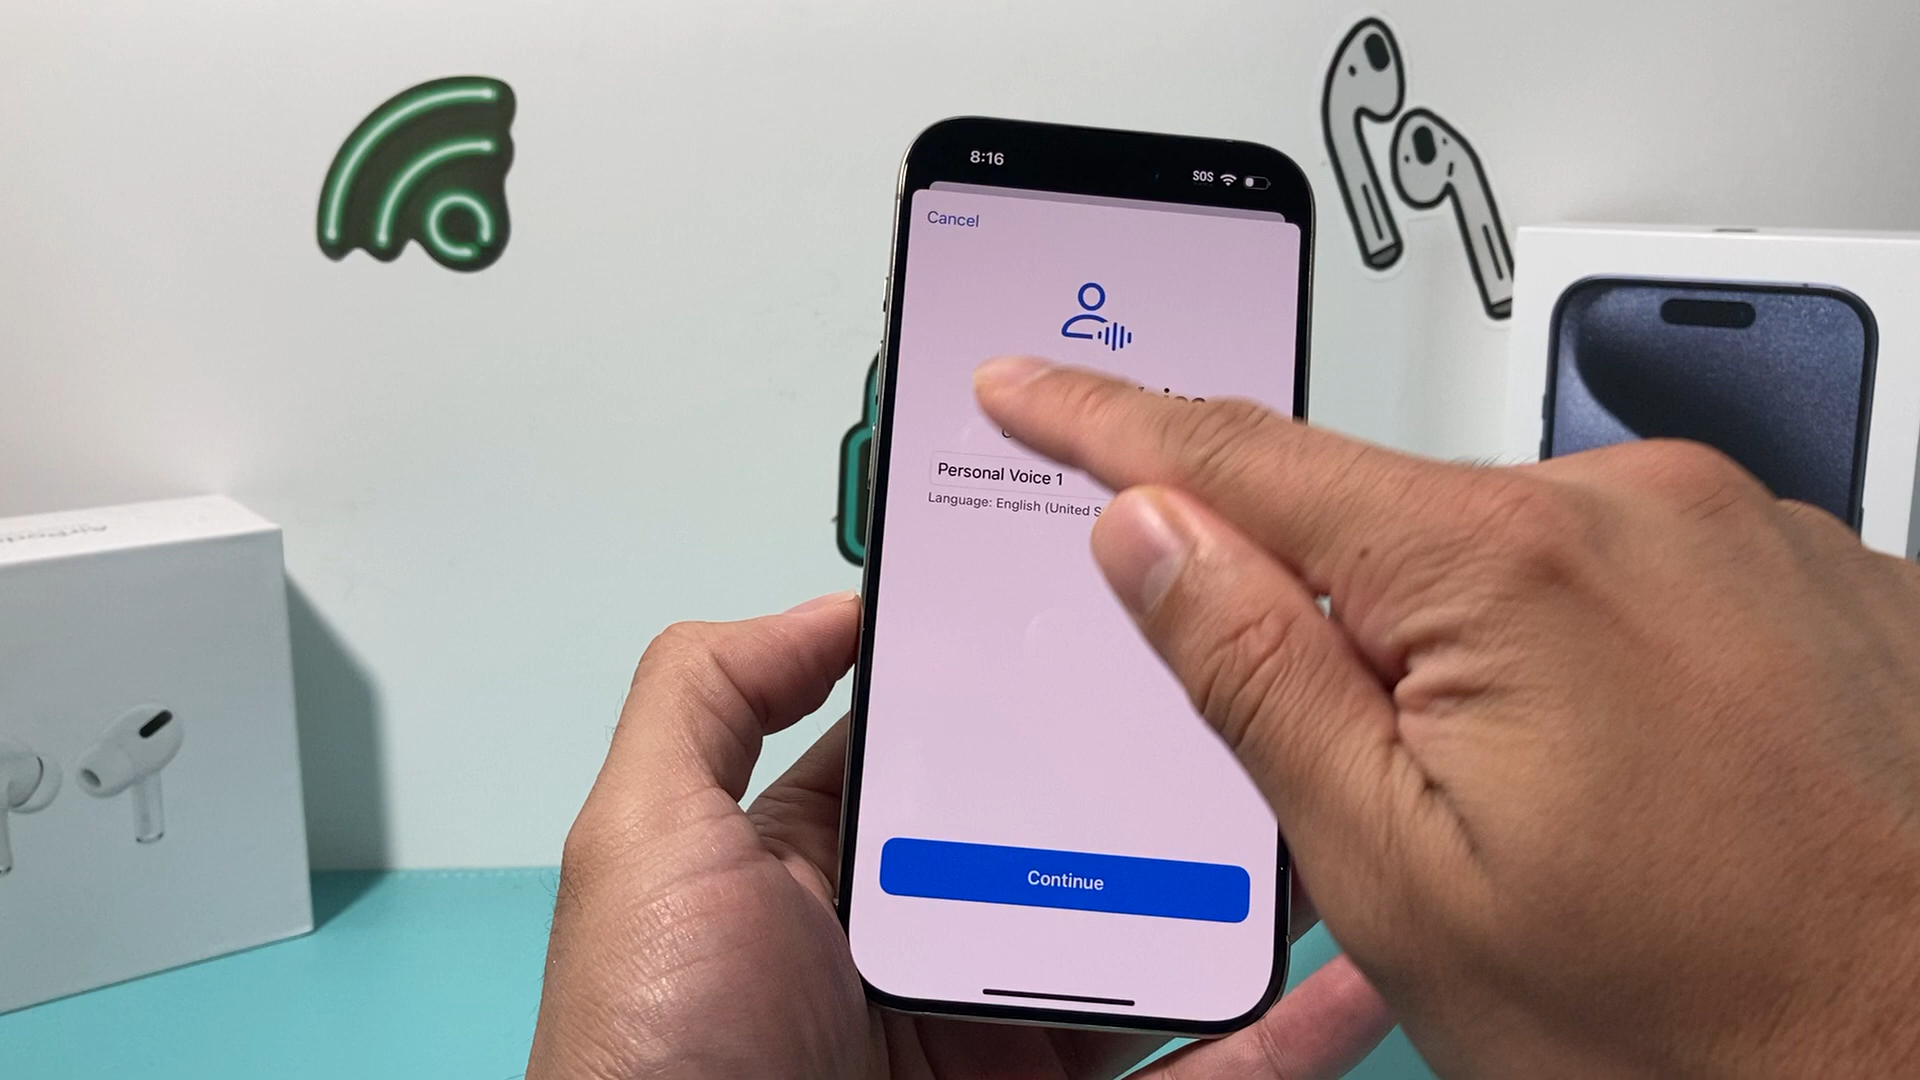 8:16
SOS
Cancel
Personal Voice 1
Language: English (United
Continue